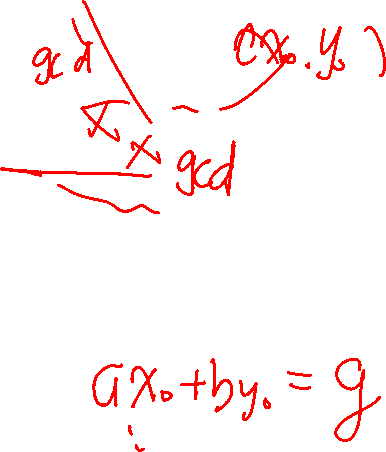 gcd
(x₀, y₀)
gcd
ax₀+by₀ = g